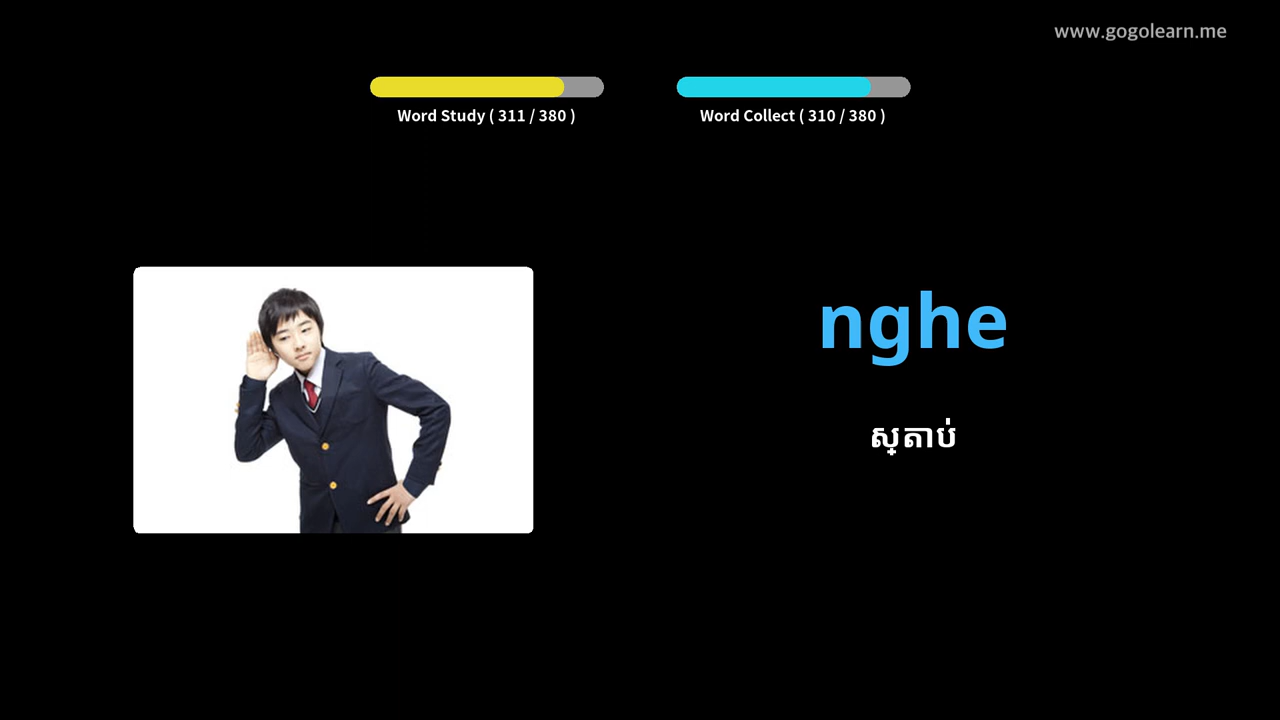 www.gogolearn.me
Word Study ( 311 / 380 )
Word Collect ( 310 / 380 )
nghe
ស្តាប់